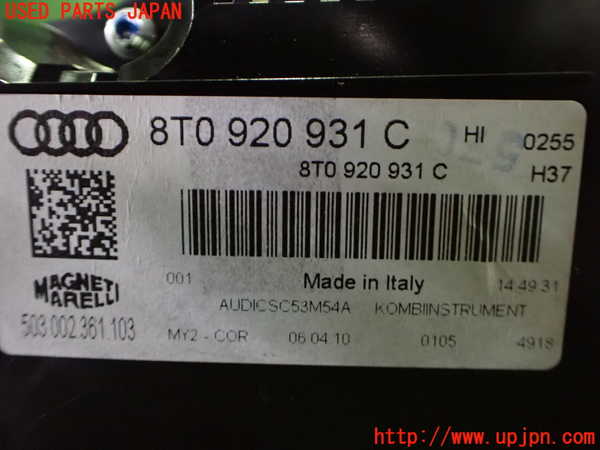 USED PARTS JAPAN
8T0 920 931 C HI 0255
8T0 920 931 C H37
001 Made in Italy 14:49:31
MAGNETI MARELLI
AUDICSC53M54A KOMBIINSTRUMENT
503.002.361.103
MY2 - COR 06.04.10 0105 4918
UPJ
www.upjpn.com